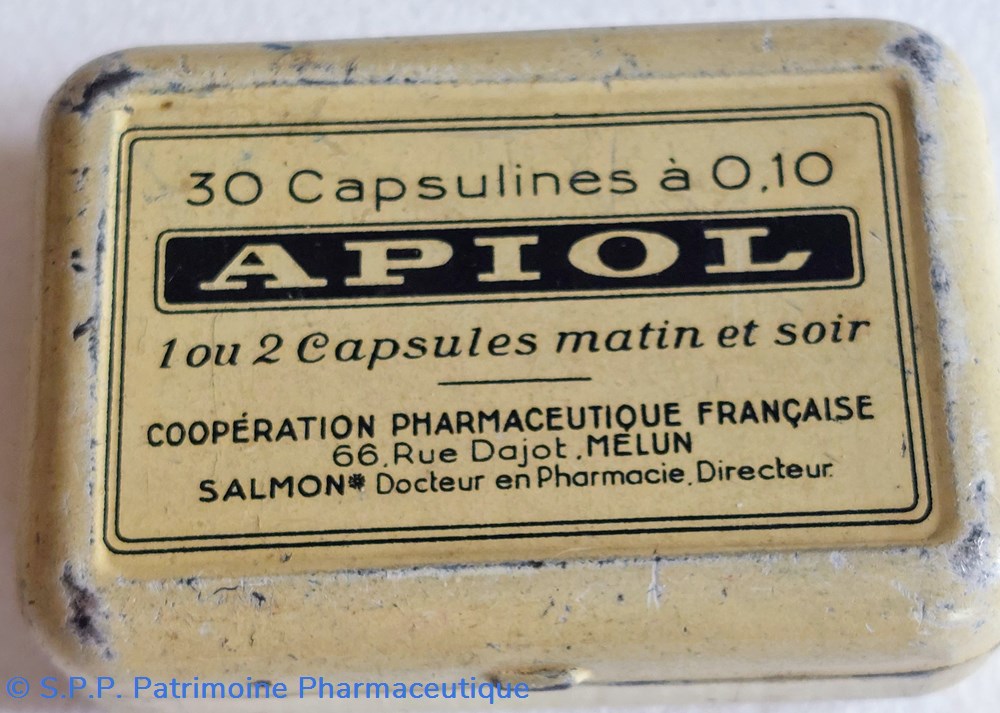 30 Capsulines à 0,10
APIOL
1 ou 2 Capsules matin et soir
COOPÉRATION PHARMACEUTIQUE FRANÇAISE
66, Rue Dajot, MELUN
SALMON* Docteur en Pharmacie, Directeur.
© S.P.P. Patrimoine Pharmaceutique